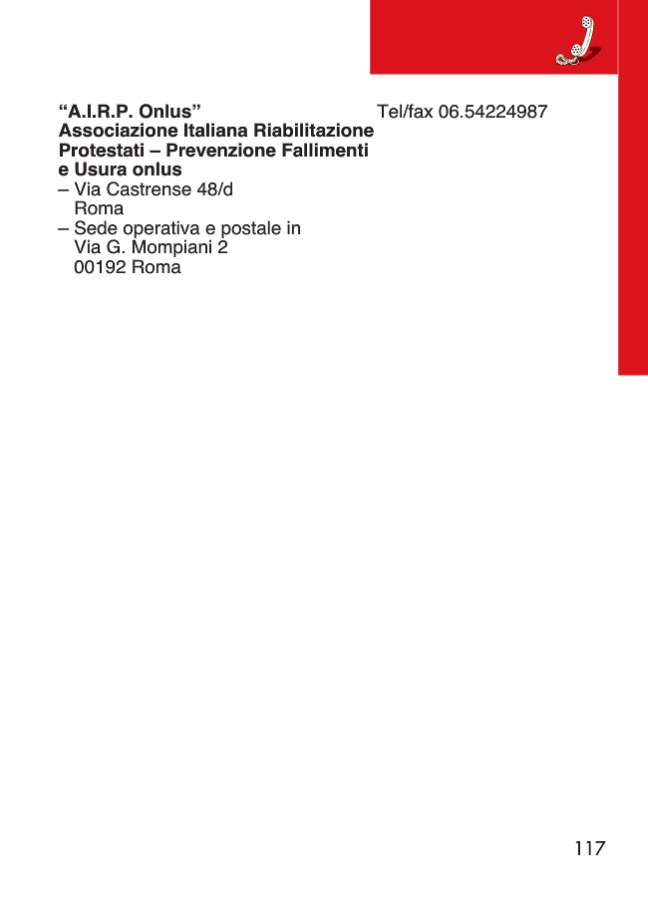 “A.I.R.P. Onlus” Tel/fax 06.54224987
Associazione Italiana Riabilitazione
Protestati – Prevenzione Fallimenti
e Usura onlus
– Via Castrense 48/d
Roma
– Sede operativa e postale in
Via G. Mompiani 2
00192 Roma
117